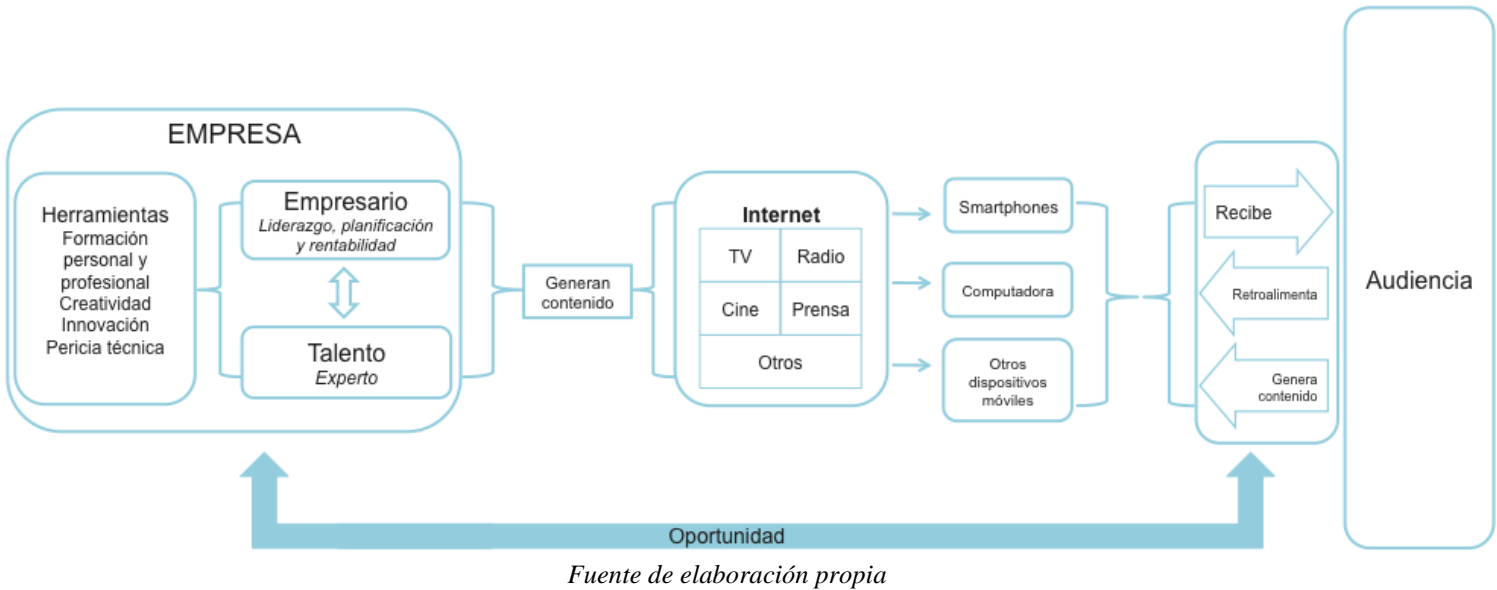 EMPRESA
Herramientas
Formación
personal y
profesional
Creatividad
Innovación
Pericia técnica
Empresario
Liderazgo, planificación
y rentabilidad
Talento
Experto
Generan
contenido
Internet
TV
Radio
Cine
Prensa
Otros
Smartphones
Computadora
Otros
dispositivos
móviles
Recibe
Retroalimenta
Genera
contenido
Audiencia
Oportunidad
Fuente de elaboración propia